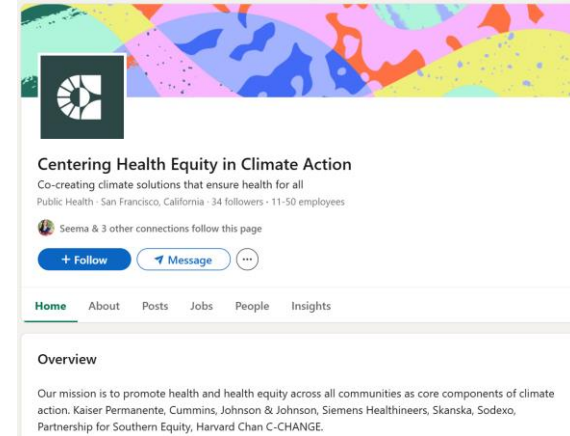 Centering Health Equity in Climate Action
Co-creating climate solutions that ensure health for all
Public Health · San Francisco, California · 34 followers · 11-50 employees
Seema & 3 other connections follow this page
+ Follow
Message
Home About Posts Jobs People Insights
Overview
Our mission is to promote health and health equity across all communities as core components of climate
action. Kaiser Permanente, Cummins, Johnson & Johnson, Siemens Healthineers, Skanska, Sodexo,
Partnership for Southern Equity, Harvard Chan C-CHANGE.